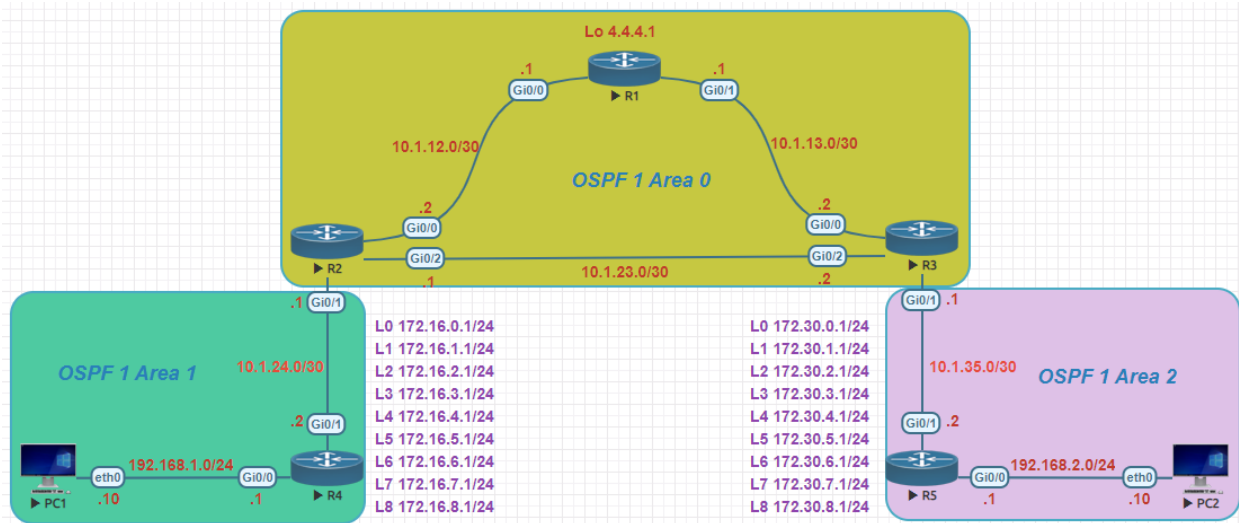 Lo 4.4.4.1
.1
.1
Gi0/0
Gi0/1
R1
10.1.12.0/30
10.1.13.0/30
OSPF 1 Area 0
.2
.2
Gi0/0
Gi0/0
Gi0/2
Gi0/2
R2
10.1.23.0/30
R3
.1
.2
.1 Gi0/1
Gi0/1 .1
OSPF 1 Area 1
10.1.24.0/30
.2 Gi0/1
192.168.1.0/24
eth0
Gi0/0
.10
.1
PC1
R4
L0 172.16.0.1/24
L1 172.16.1.1/24
L2 172.16.2.1/24
L3 172.16.3.1/24
L4 172.16.4.1/24
L5 172.16.5.1/24
L6 172.16.6.1/24
L7 172.16.7.1/24
L8 172.16.8.1/24
L0 172.30.0.1/24
L1 172.30.1.1/24
L2 172.30.2.1/24
L3 172.30.3.1/24
L4 172.30.4.1/24
L5 172.30.5.1/24
L6 172.30.6.1/24
L7 172.30.7.1/24
L8 172.30.8.1/24
10.1.35.0/30
OSPF 1 Area 2
Gi0/1 .2
192.168.2.0/24
Gi0/0
eth0
R5
.1
.10
PC2